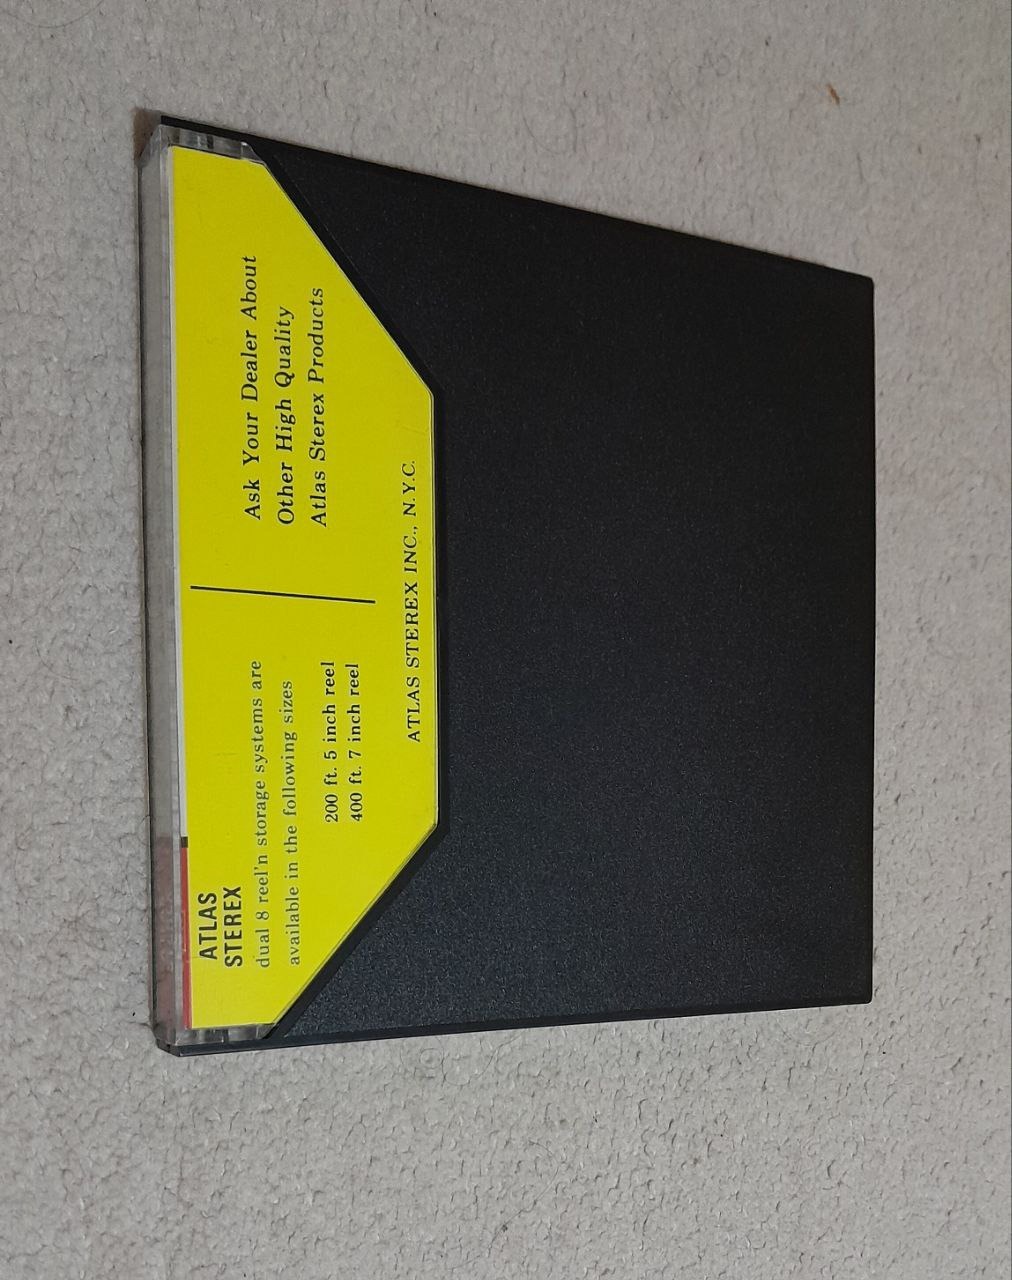 ATLAS
STEREX
dual 8 reel'n storage systems are
available in the following sizes
200 ft. 5 inch reel
400 ft. 7 inch reel
Ask Your Dealer About
Other High Quality
Atlas Sterex Products
ATLAS STEREX INC., N.Y.C.